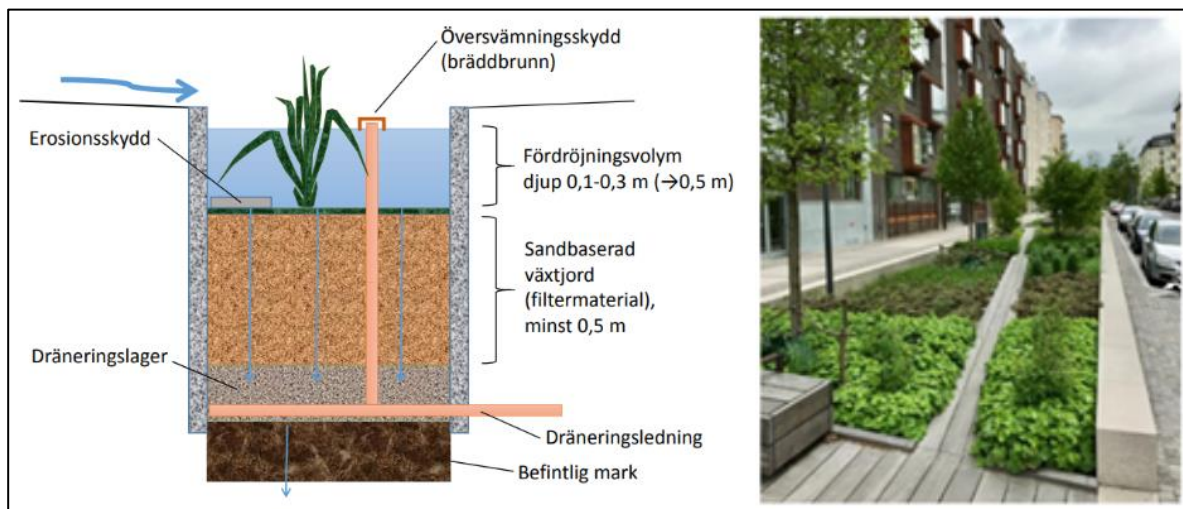 Översvämningsskydd
(bräddbrunn)
Erosionsskydd
Fördröjningsvolym
djup 0,1-0,3 m (→0,5 m)
Sandbaserad
växtjord
(filtermaterial),
minst 0,5 m
Dräneringslager
Dräneringsledning
Befintlig mark